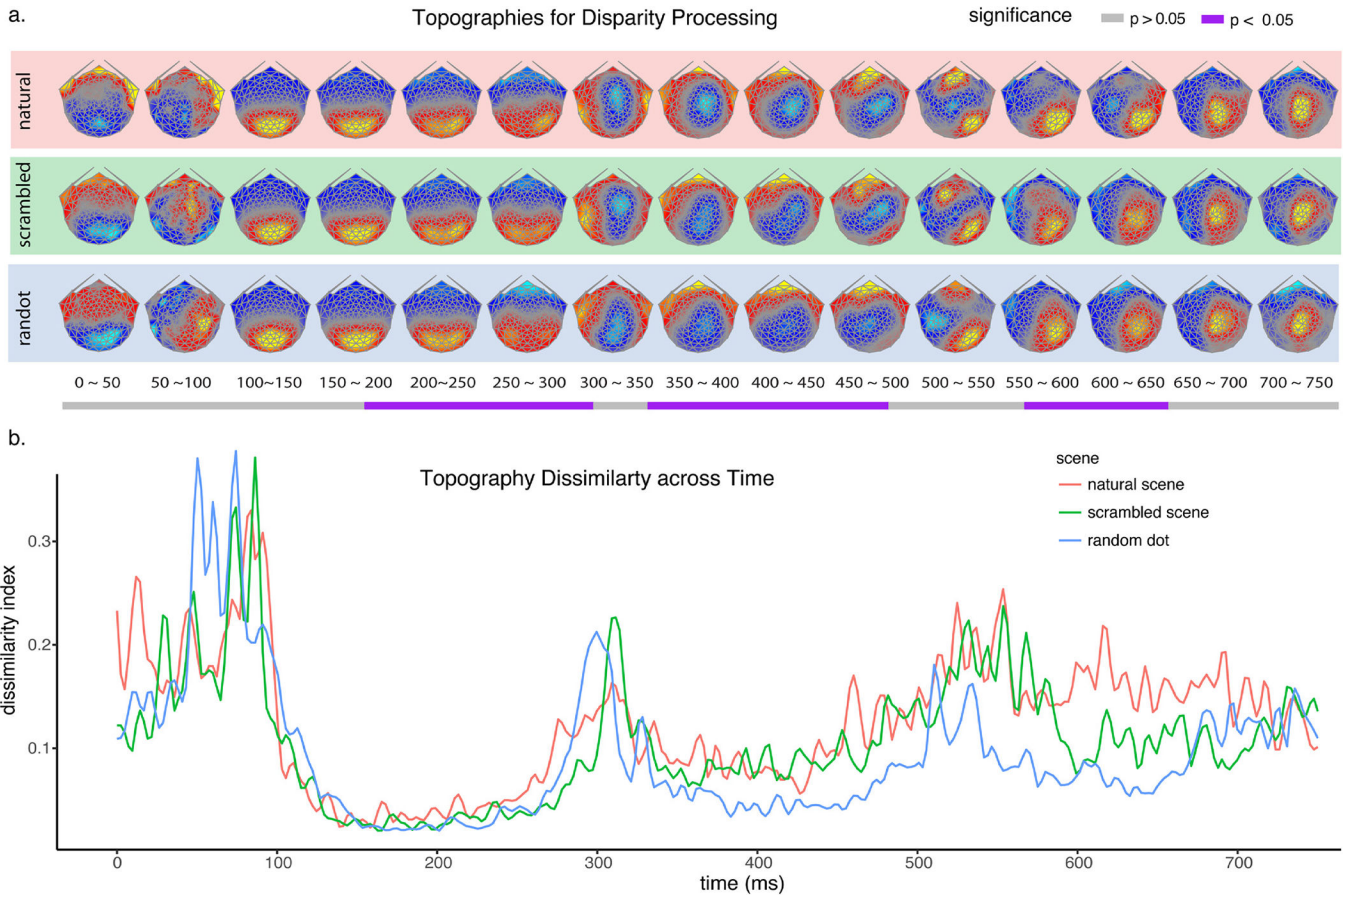 a.
Topographies for Disparity Processing
significance
p > 0.05
p < 0.05
natural
scrambled
randot
0 ~ 50
50 ~100
100~150
150 ~ 200
200~250
250 ~ 300
300 ~ 350
350 ~ 400
400 ~ 450
450 ~ 500
500 ~ 550
550 ~ 600
600 ~ 650
650 ~ 700
700 ~ 750
b.
Topography Dissimilarty across Time
scene
natural scene
scrambled scene
random dot
dissimilarity index
0.3
0.2
0.1
0
100
200
300
400
500
600
700
time (ms)